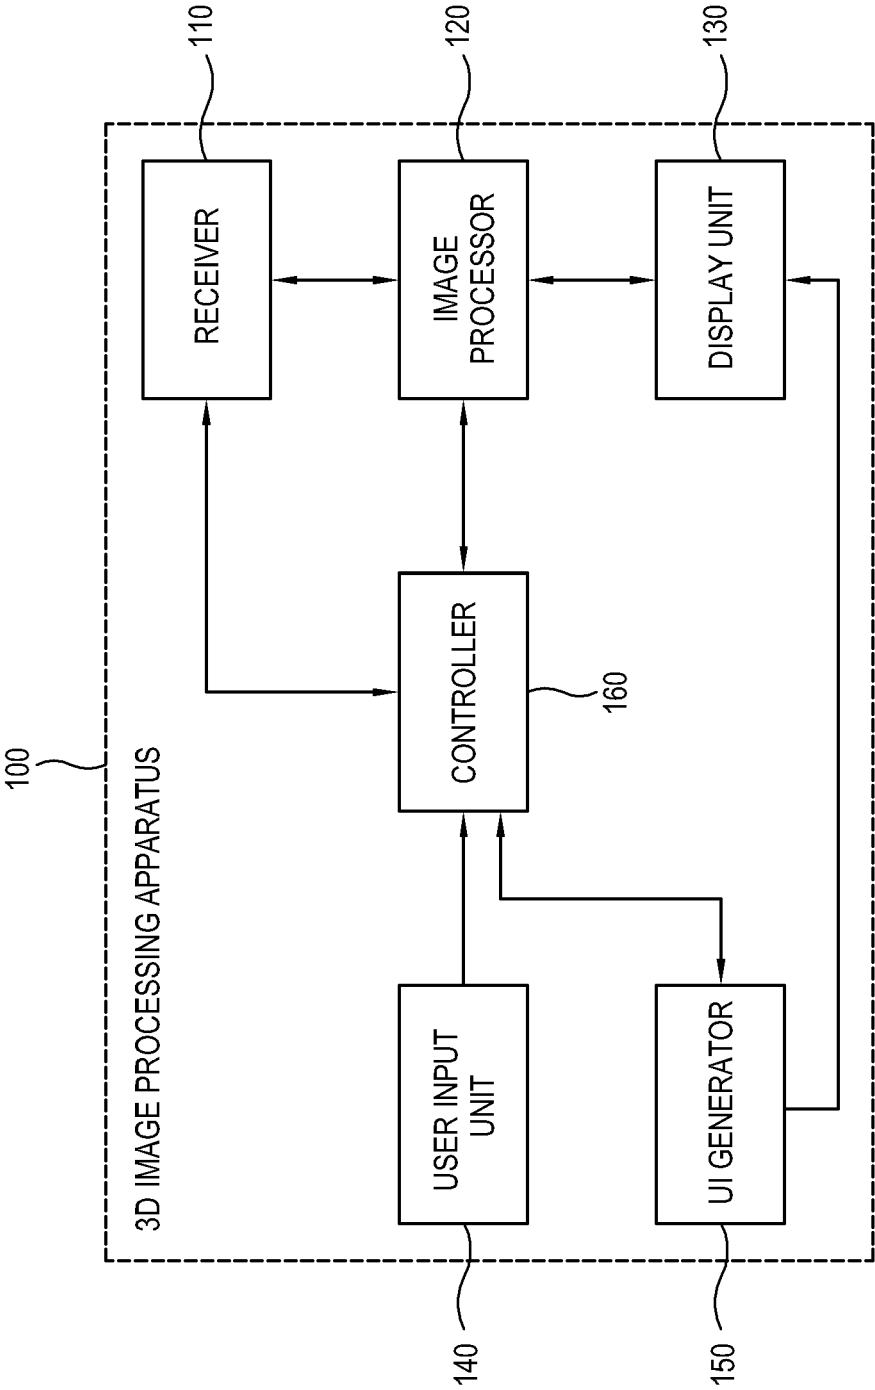 100
3D IMAGE PROCESSING APPARATUS
RECEIVER
110
140
USER INPUT
UNIT
CONTROLLER
160
IMAGE
PROCESSOR
120
150
UI GENERATOR
DISPLAY UNIT
130